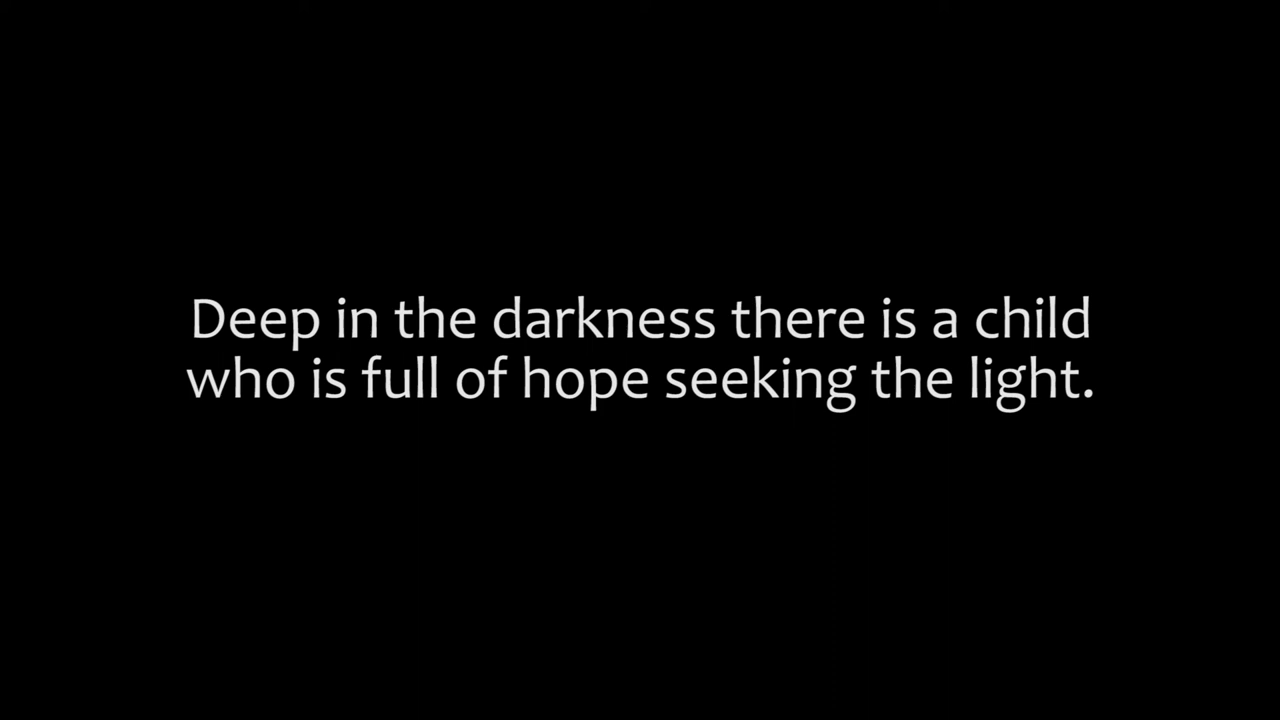 Deep in the darkness there is a child
who is full of hope seeking the light.